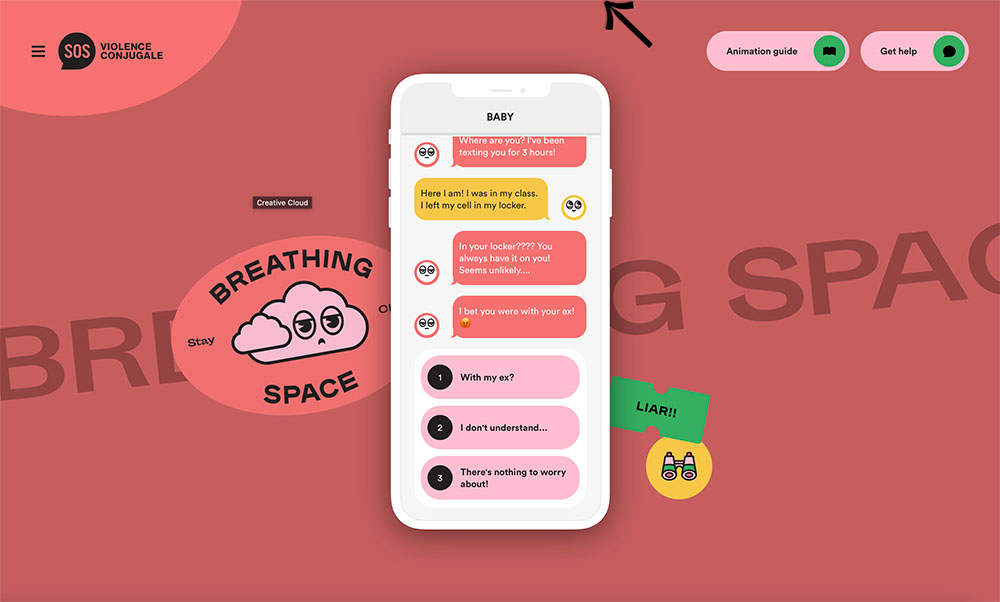 SOS
VIOLENCE
CONJUGALE
Animation guide
Get help
BABY
Where are you? I've been
texting you for 3 hours!
Here I am! I was in my class.
I left my cell in my locker.
In your locker???? You
always have it on you!
Seems unlikely....
I bet you were with your ex!
1 With my ex?
2 I don't understand...
3 There's nothing to worry
about!
Creative Cloud
BREATHING
Stay
SPACE
LIAR!!
BRE
G SPAC